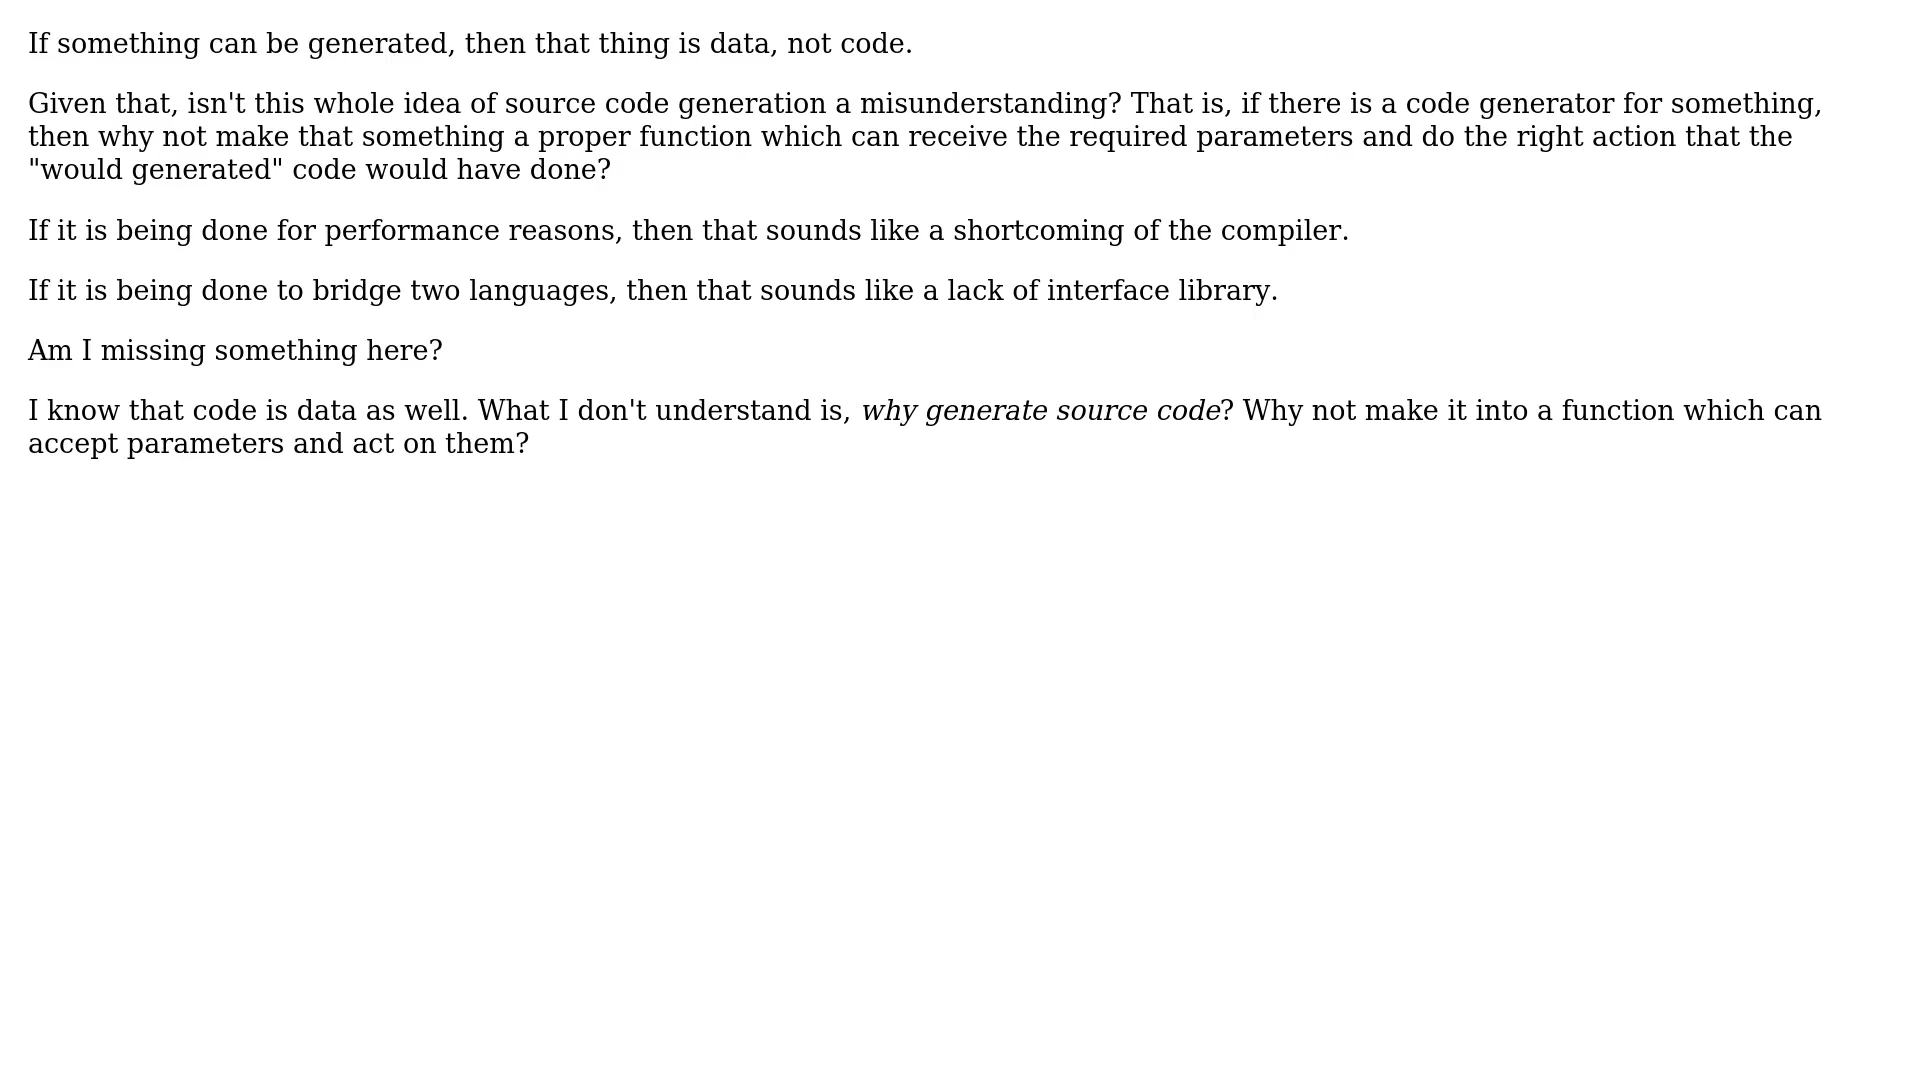 If something can be generated, then that thing is data, not code.
Given that, isn't this whole idea of source code generation a misunderstanding? That is, if there is a code generator for something,
then why not make that something a proper function which can receive the required parameters and do the right action that the
"would generated" code would have done?
If it is being done for performance reasons, then that sounds like a shortcoming of the compiler.
If it is being done to bridge two languages, then that sounds like a lack of interface library.
Am I missing something here?
I know that code is data as well. What I don't understand is, why generate source code? Why not make it into a function which can
accept parameters and act on them?